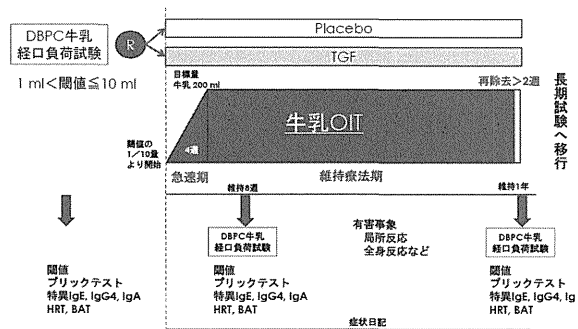 DBPC牛乳
経口負荷試験
R
Placebo
TGF
1 ml＜閾値≦10 ml
目標量
牛乳 200 ml
再除去＞2週
長期試験へ移行
牛乳OIT
閾値の
1／10量
より開始
4週
急速期
維持療法期
維持8週
維持1年
DBPC牛乳
経口負荷試験
有害事象
局所反応
全身反応など
DBPC牛乳
経口負荷試験
閾値
プリックテスト
特異IgE, IgG4, IgA
HRT, BAT
閾値
プリックテスト
特異IgE, IgG4, IgA
HRT, BAT
閾値
プリックテスト
特異IgE, IgG4, IgA
HRT, BAT
症状日記